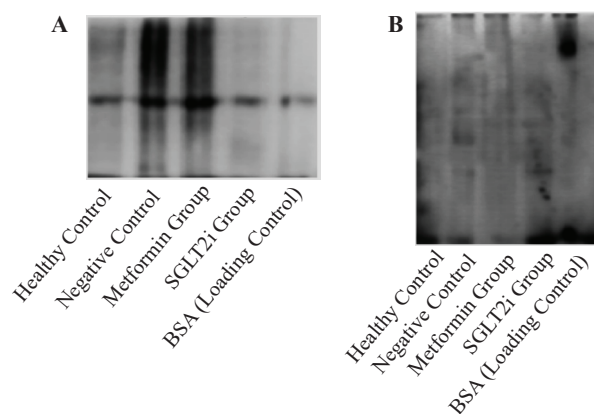 A
B
Healthy Control
Negative Control
Metformin Group
SGLT2i Group
BSA (Loading Control)
Healthy Control
Negative Control
Metformin Group
SGLT2i Group
BSA (Loading Control)